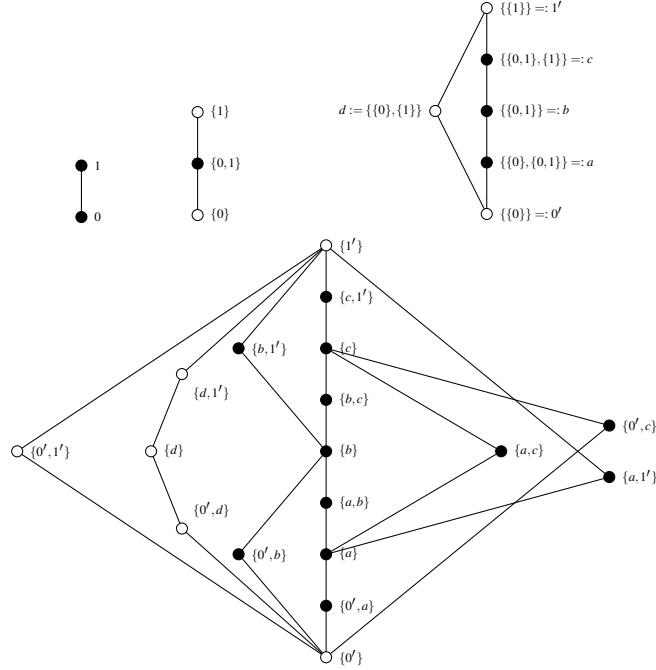 {{1}} =: 1′
{{0,1},{1}} =: c
{1}
d := {{0},{1}}
{{0,1}} =: b
1
{0,1}
{{0},{0,1}} =: a
0
{0}
{{0}} =: 0′
{1′}
{c,1′}
{b,1′}
{c}
{d,1′}
{b,c}
{0′,c}
{0′,1′}
{d}
{b}
{a,c}
{a,1′}
{0′,d}
{a,b}
{0′,b}
{a}
{0′,a}
{0′}